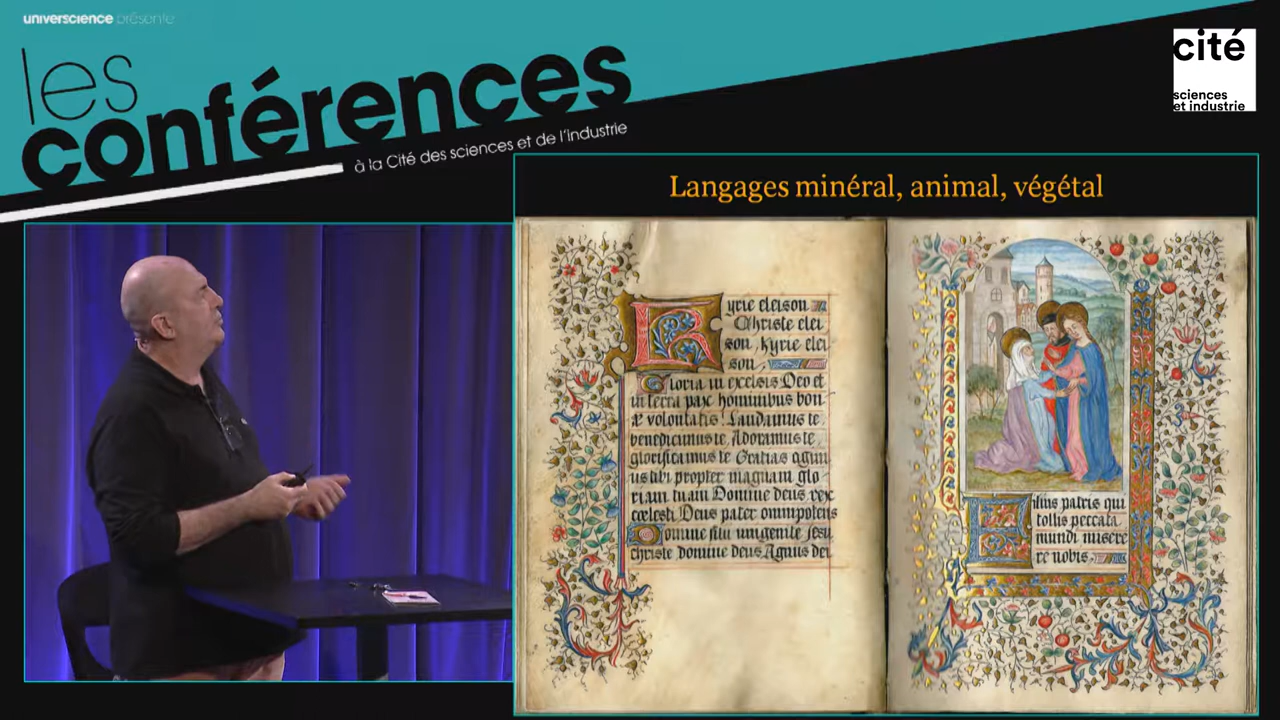 universcience présente
les
conférences
à la Cité des sciences et de l'industrie
cité
sciences
et industrie
Langages minéral, animal, végétal
yrie eleison
Christe elei
son, kyrie elei
son
Gloria in excelsis Deo et
in terra pax hominibus bon
æ voluntatis. Laudamus te,
benedicimus te, Adoramus te,
glorificamus te Gratias agim
us tibi propter magnam glo
riam tuam Domine deus rex
cœlesti Deus pater omnipotens
Domine fili unigenite Jesu
christe domine deus Agnus dei
ilius patris qui
tollis peccata
mundi misere
re nobis